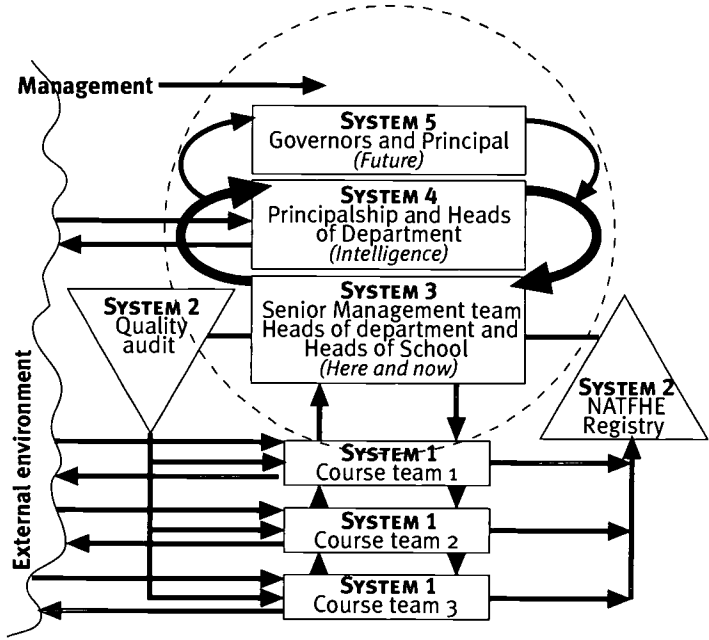 Management
SYSTEM 5
Governors and Principal
(Future)
SYSTEM 4
Principalship and Heads
of Department
(Intelligence)
SYSTEM 3
Senior Management team
Heads of department and
Heads of School
(Here and now)
SYSTEM 2
Quality
audit
SYSTEM 2
NATFHE
Registry
External environment
SYSTEM 1
Course team 1
SYSTEM 1
Course team 2
SYSTEM 1
Course team 3